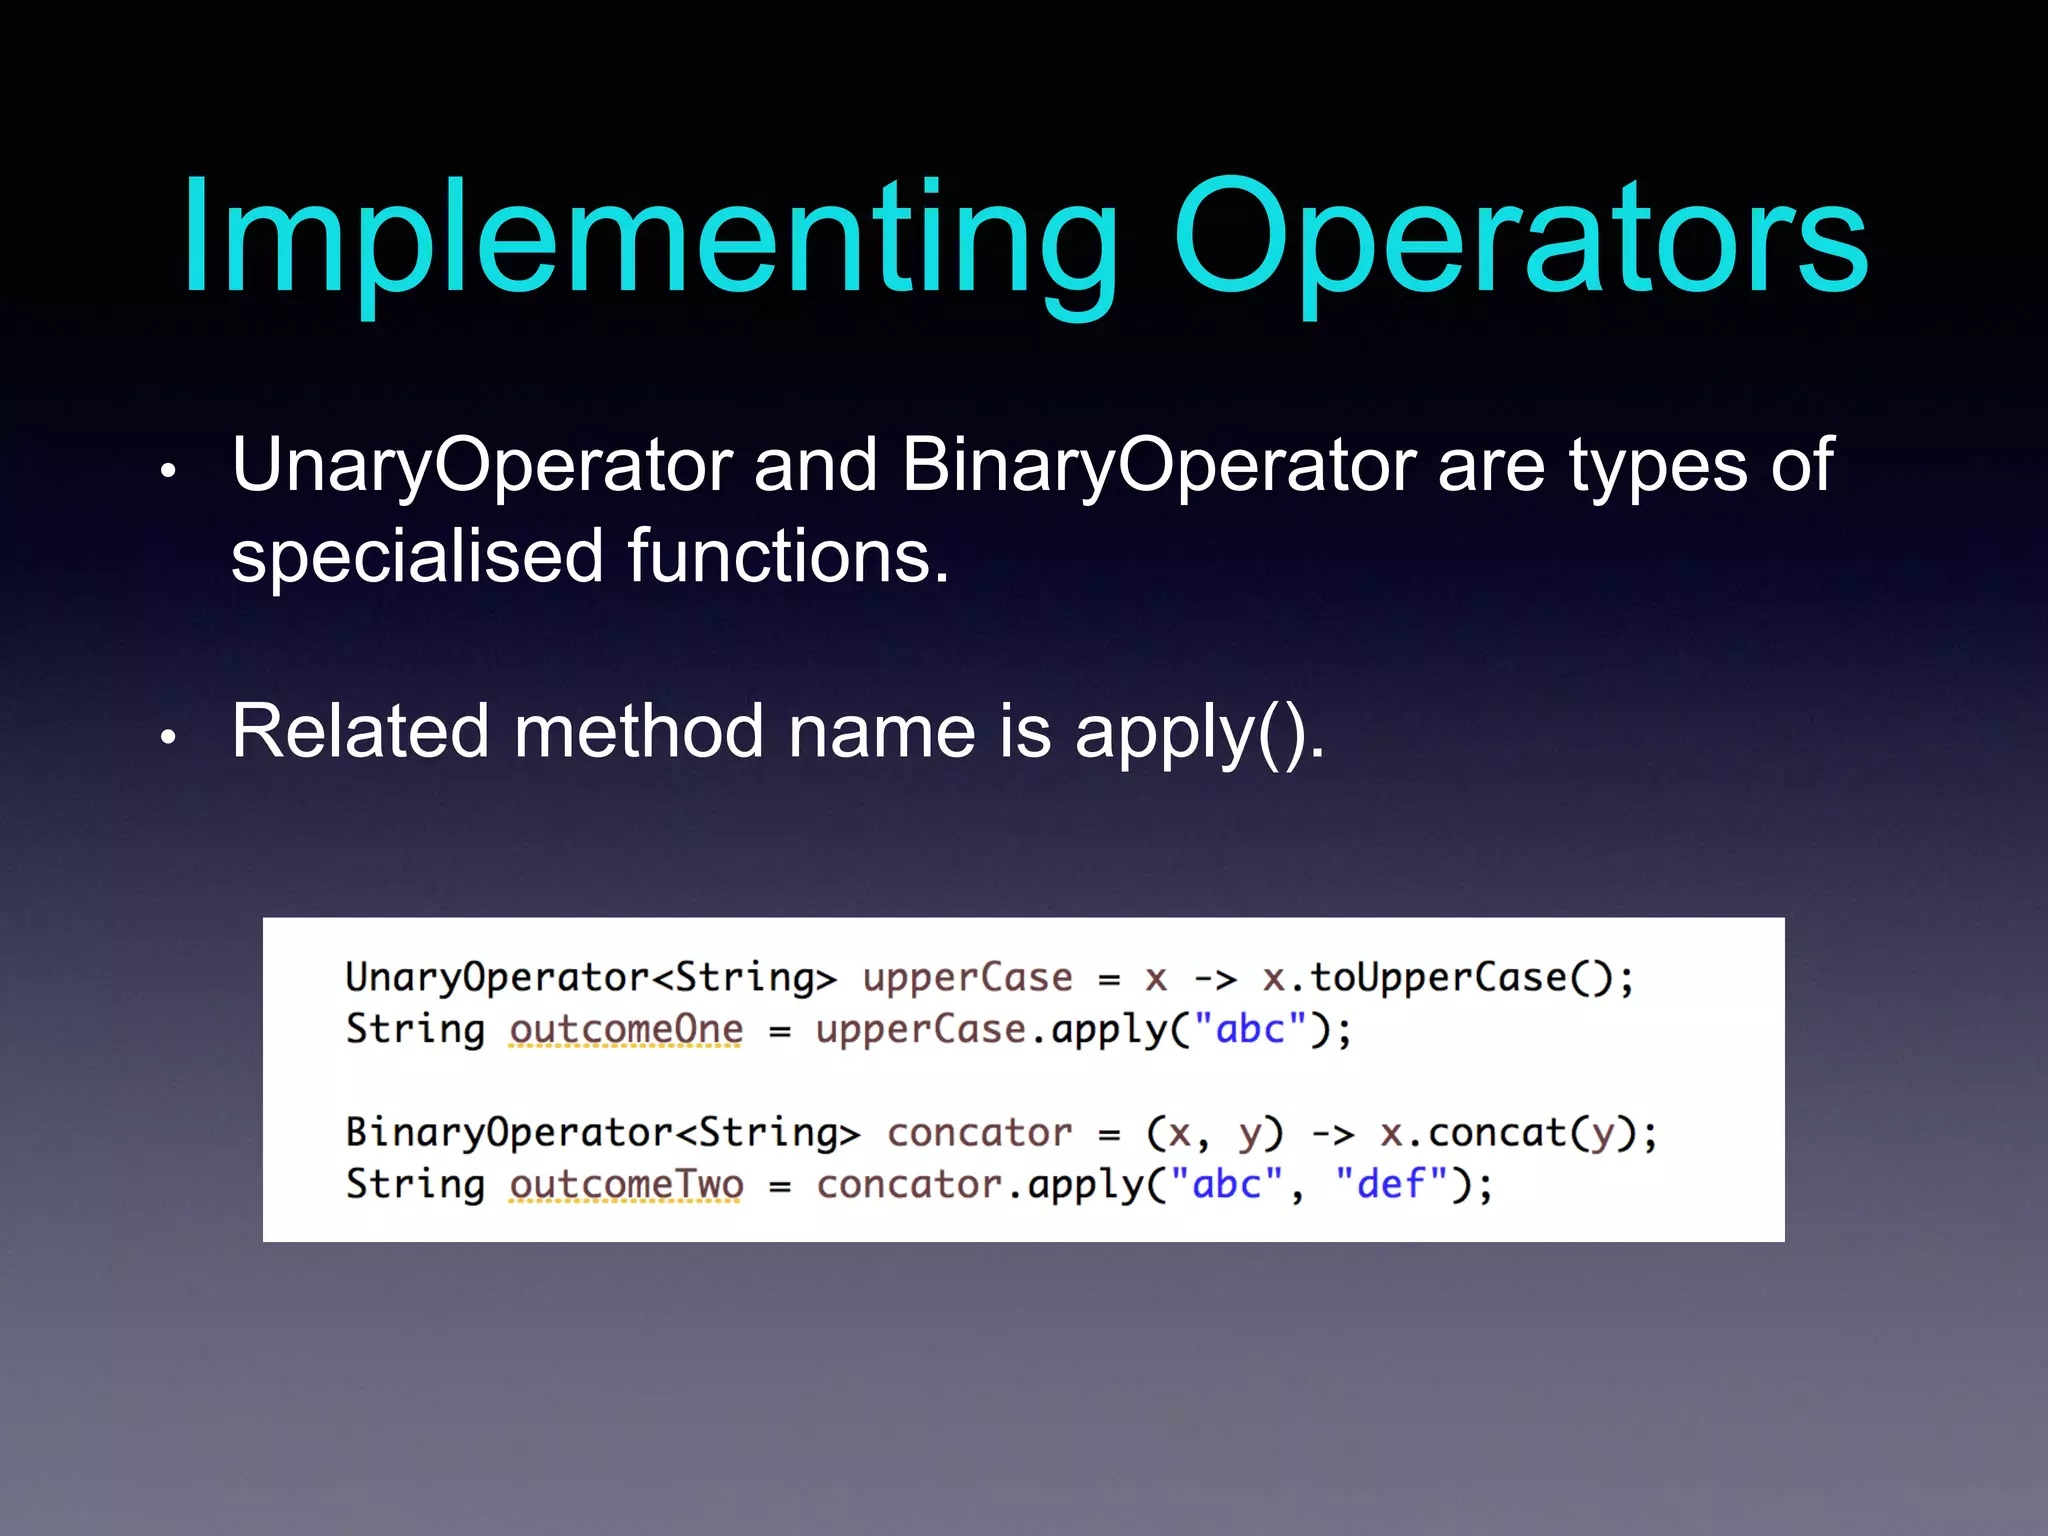 Implementing Operators
• UnaryOperator and BinaryOperator are types of
specialised functions.
• Related method name is apply().
UnaryOperator<String> upperCase = x -> x.toUpperCase();
String outcomeOne = upperCase.apply("abc");
BinaryOperator<String> concator = (x, y) -> x.concat(y);
String outcomeTwo = concator.apply("abc", "def");